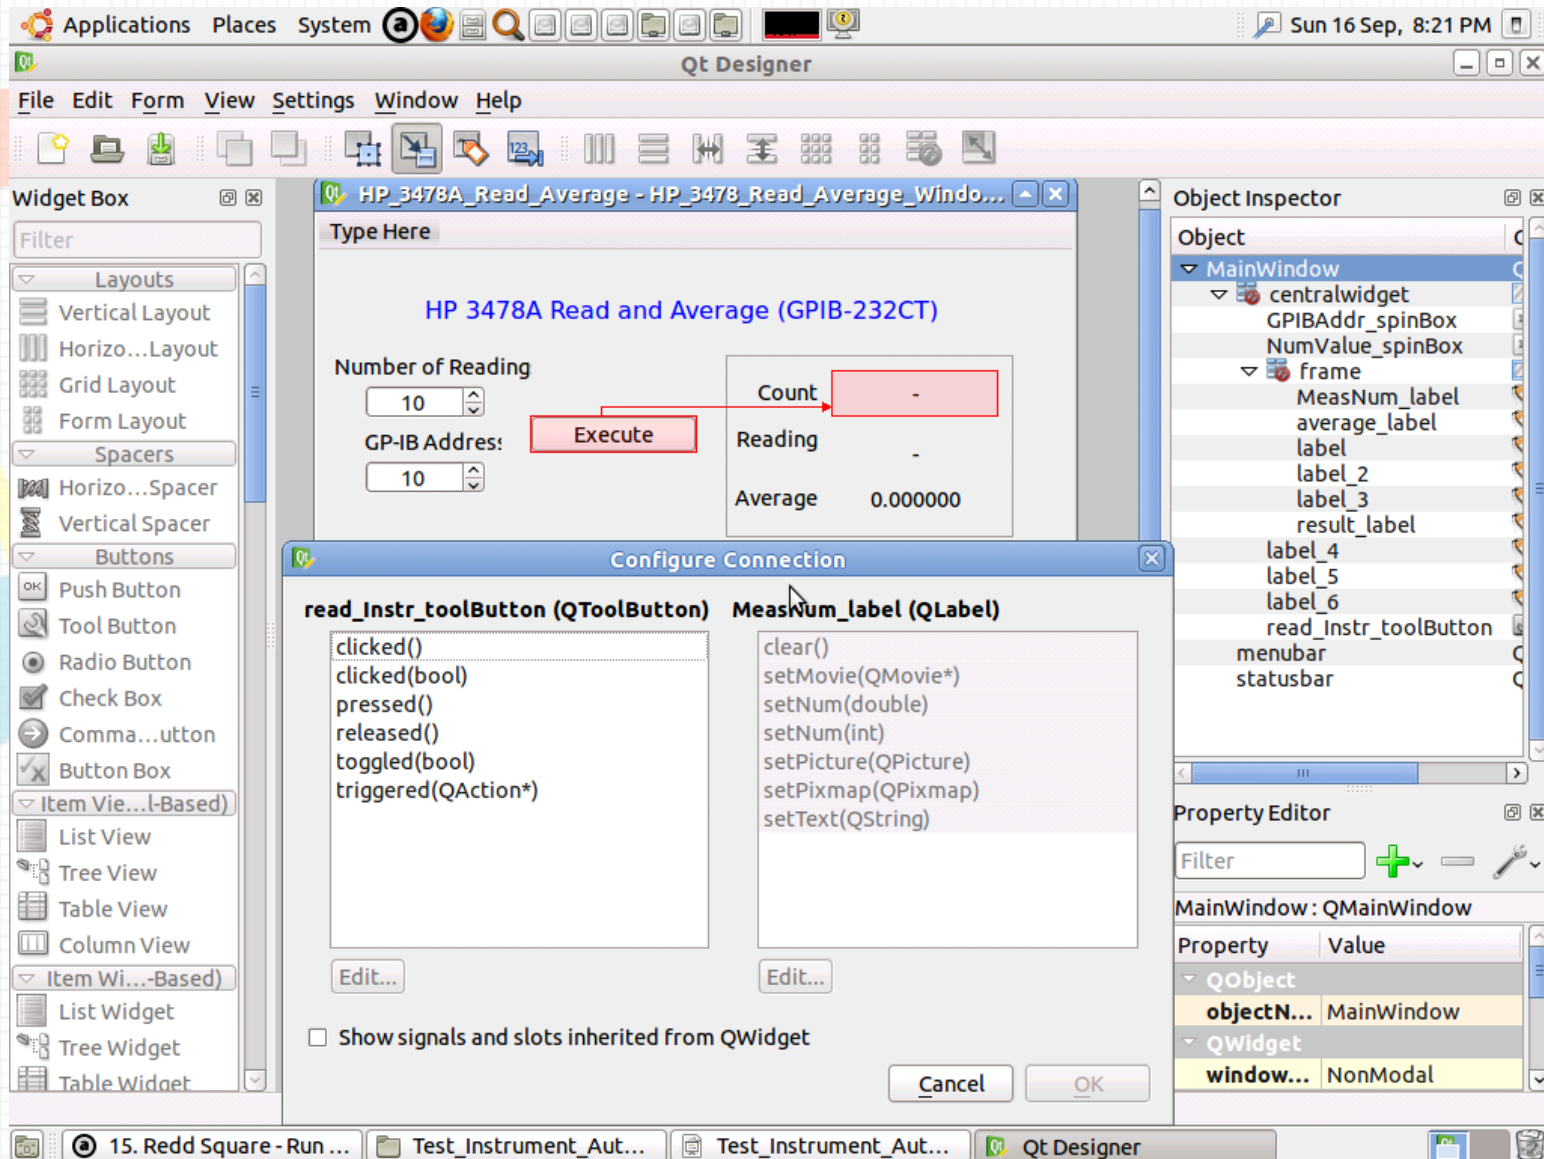 Applications Places System Sun 16 Sep, 8:21 PM
Qt Designer
File Edit Form View Settings Window Help
Widget Box
Filter
Layouts
Vertical Layout
Horizo...Layout
Grid Layout
Form Layout
Spacers
Horizo...Spacer
Vertical Spacer
Buttons
OK Push Button
Tool Button
Radio Button
Check Box
Comma...utton
Button Box
Item Vie...l-Based)
List View
Tree View
Table View
Column View
Item Wi...-Based)
List Widget
Tree Widget
Table Widget
HP_3478A_Read_Average - HP_3478_Read_Average_Windo...
Type Here
HP 3478A Read and Average (GPIB-232CT)
Number of Reading
10
GP-IB Address
10
Execute
Count -
Reading -
Average 0.000000
Configure Connection
read_Instr_toolButton (QToolButton)
clicked()
clicked(bool)
pressed()
released()
toggled(bool)
triggered(QAction*)
Edit...
MeasNum_label (QLabel)
clear()
setMovie(QMovie*)
setNum(double)
setNum(int)
setPicture(QPicture)
setPixmap(QPixmap)
setText(QString)
Edit...
Show signals and slots inherited from QWidget
Cancel OK
Object Inspector
Object
MainWindow
centralwidget
GPIBAddr_spinBox
NumValue_spinBox
frame
MeasNum_label
average_label
label
label_2
label_3
result_label
label_4
label_5
label_6
read_Instr_toolButton
menubar
statusbar
Property Editor
Filter
MainWindow : QMainWindow
Property Value
QObject
objectN... MainWindow
QWidget
window... NonModal
15. Redd Square - Run ... Test_Instrument_Aut... Test_Instrument_Aut... Qt Designer